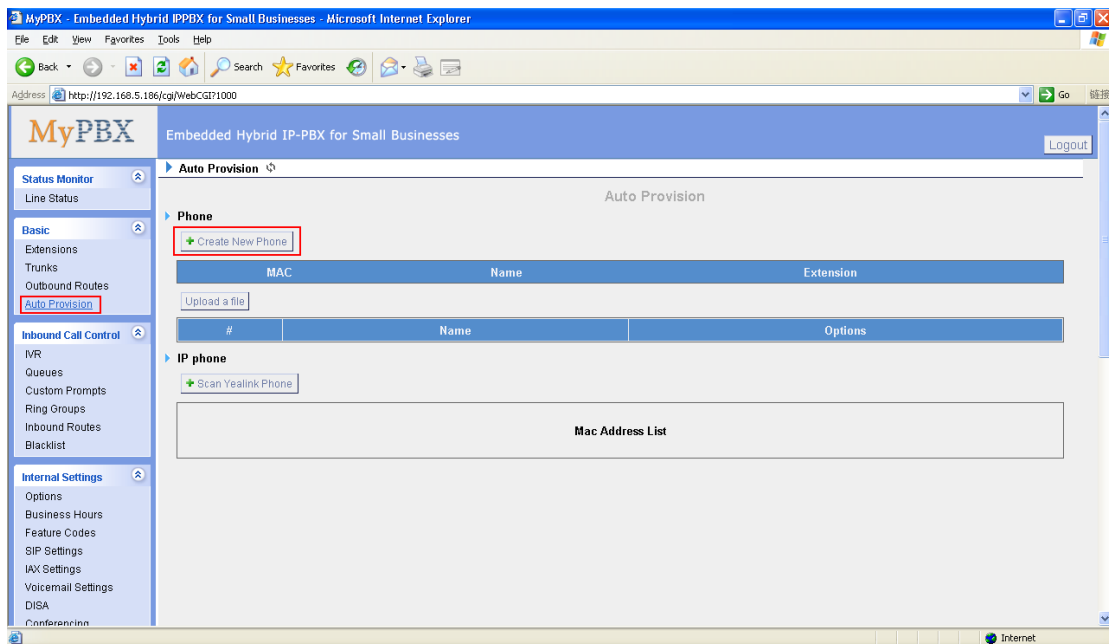 MyPBX - Embedded Hybrid IPPBX for Small Businesses - Microsoft Internet Explorer
File Edit View Favorites Tools Help
Back Search Favorites
Address http://192.168.5.186/cgi/WebCGI?1000 Go 链接
MyPBX Embedded Hybrid IP-PBX for Small Businesses
Logout
Status Monitor
Line Status
Basic
Extensions
Trunks
Outbound Routes
Auto Provision
Inbound Call Control
IVR
Queues
Custom Prompts
Ring Groups
Inbound Routes
Blacklist
Internal Settings
Options
Business Hours
Feature Codes
SIP Settings
IAX Settings
Voicemail Settings
DISA
Conferencing
Auto Provision
Auto Provision
Phone
Create New Phone
MAC Name Extension
Upload a file
# Name Options
IP phone
Scan Yealink Phone
Mac Address List
Internet